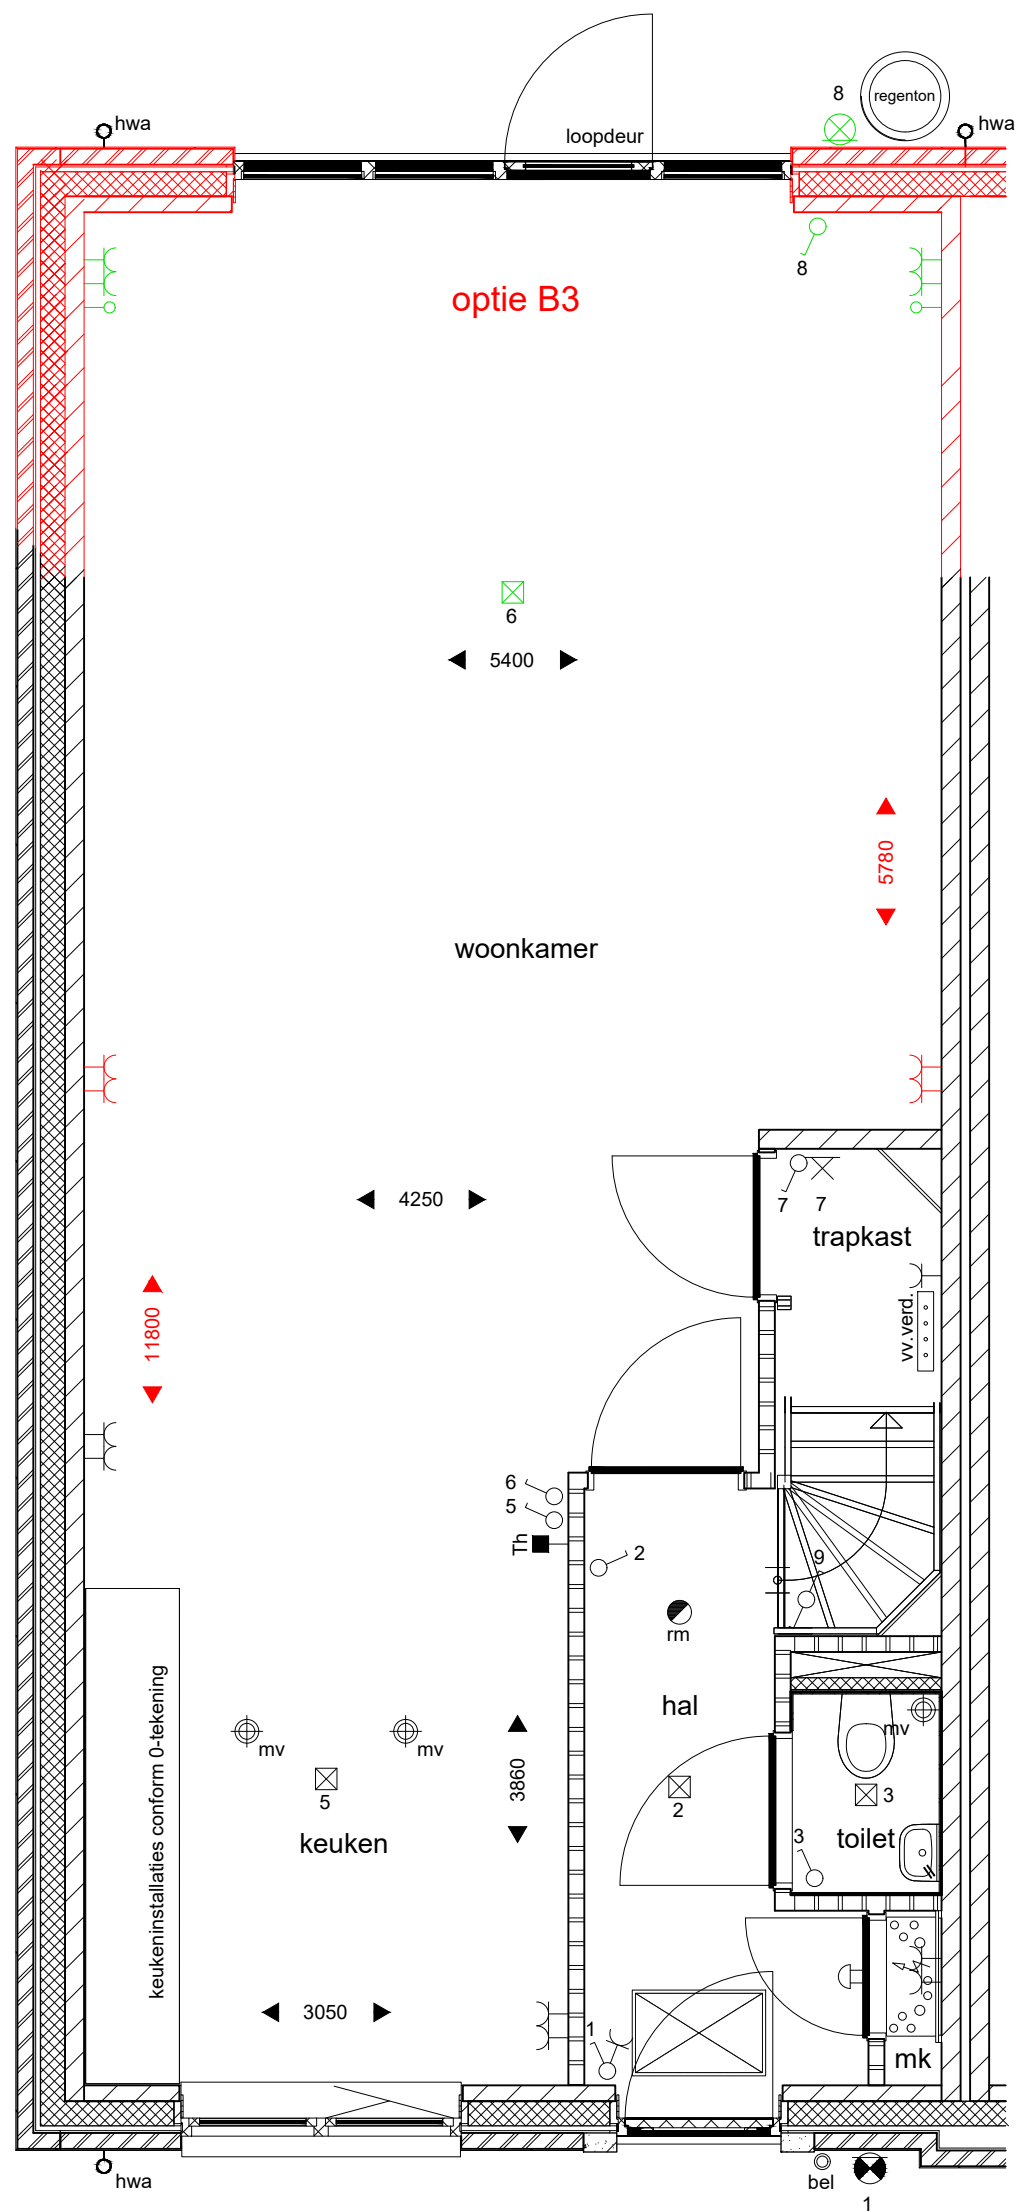 8
regenton
hwa
loopdeur
hwa
8
optie B3
6
5400
5780
woonkamer
4250
7
7
trapkast
11800
vv.verd.
6
5
Th
2
9
rm
hal
keukeninstallaties conform 0-tekening
mv
mv
mv
3860
5
2
3
keuken
3
toilet
3050
1
mk
hwa
bel
1